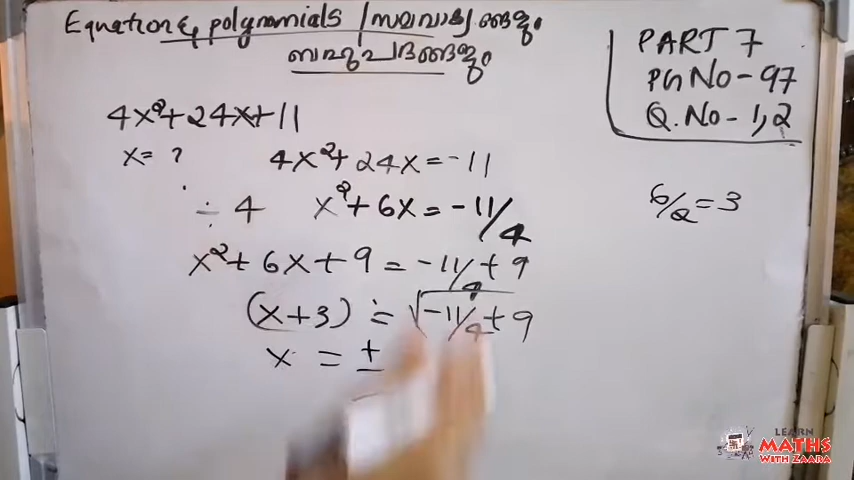 Equation & polynomials / സമവാക്യങ്ങളും
ബഹുപദങ്ങളും
PART 7
PG No - 97
Q. No - 1,2
4x²+24x+11
x= ?
4x²+24x=-11
÷ 4 x²+6x=-11/4
6/2=3
x²+6x+9=-11/4+9
(x+3) = √-11/4+9
x = ±
LEARN
MATHS
WITH ZAARA